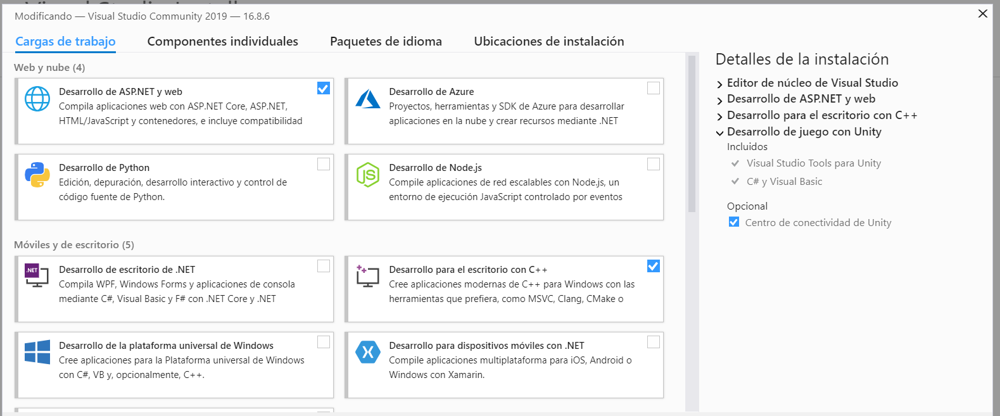 Modificando — Visual Studio Community 2019 — 16.8.6
Cargas de trabajo
Componentes individuales
Paquetes de idioma
Ubicaciones de instalación
Web y nube (4)
Desarrollo de ASP.NET y web
Compila aplicaciones web con ASP.NET Core, ASP.NET,
HTML/JavaScript y contenedores, e incluye compatibilidad
Desarrollo de Azure
Proyectos, herramientas y SDK de Azure para desarrollar
aplicaciones en la nube y crear recursos mediante .NET
Desarrollo de Python
Edición, depuración, desarrollo interactivo y control de
código fuente de Python.
JS
Desarrollo de Node.js
Compile aplicaciones de red escalables con Node.js, un
entorno de ejecución JavaScript controlado por eventos
Móviles y de escritorio (5)
.NET
Desarrollo de escritorio de .NET
Compila WPF, Windows Forms y aplicaciones de consola
mediante C#, Visual Basic y F# con .NET Core y .NET
Desarrollo para el escritorio con C++
Cree aplicaciones modernas de C++ para Windows con las
herramientas que prefiera, como MSVC, Clang, CMake o
Desarrollo de la plataforma universal de Windows
Cree aplicaciones para la Plataforma universal de Windows
con C#, VB y, opcionalmente, C++.
Desarrollo para dispositivos móviles con .NET
Compile aplicaciones multiplataforma para iOS, Android o
Windows con Xamarin.
Detalles de la instalación
Editor de núcleo de Visual Studio
Desarrollo de ASP.NET y web
Desarrollo para el escritorio con C++
Desarrollo de juego con Unity
Incluidos
Visual Studio Tools para Unity
C# y Visual Basic
Opcional
Centro de conectividad de Unity